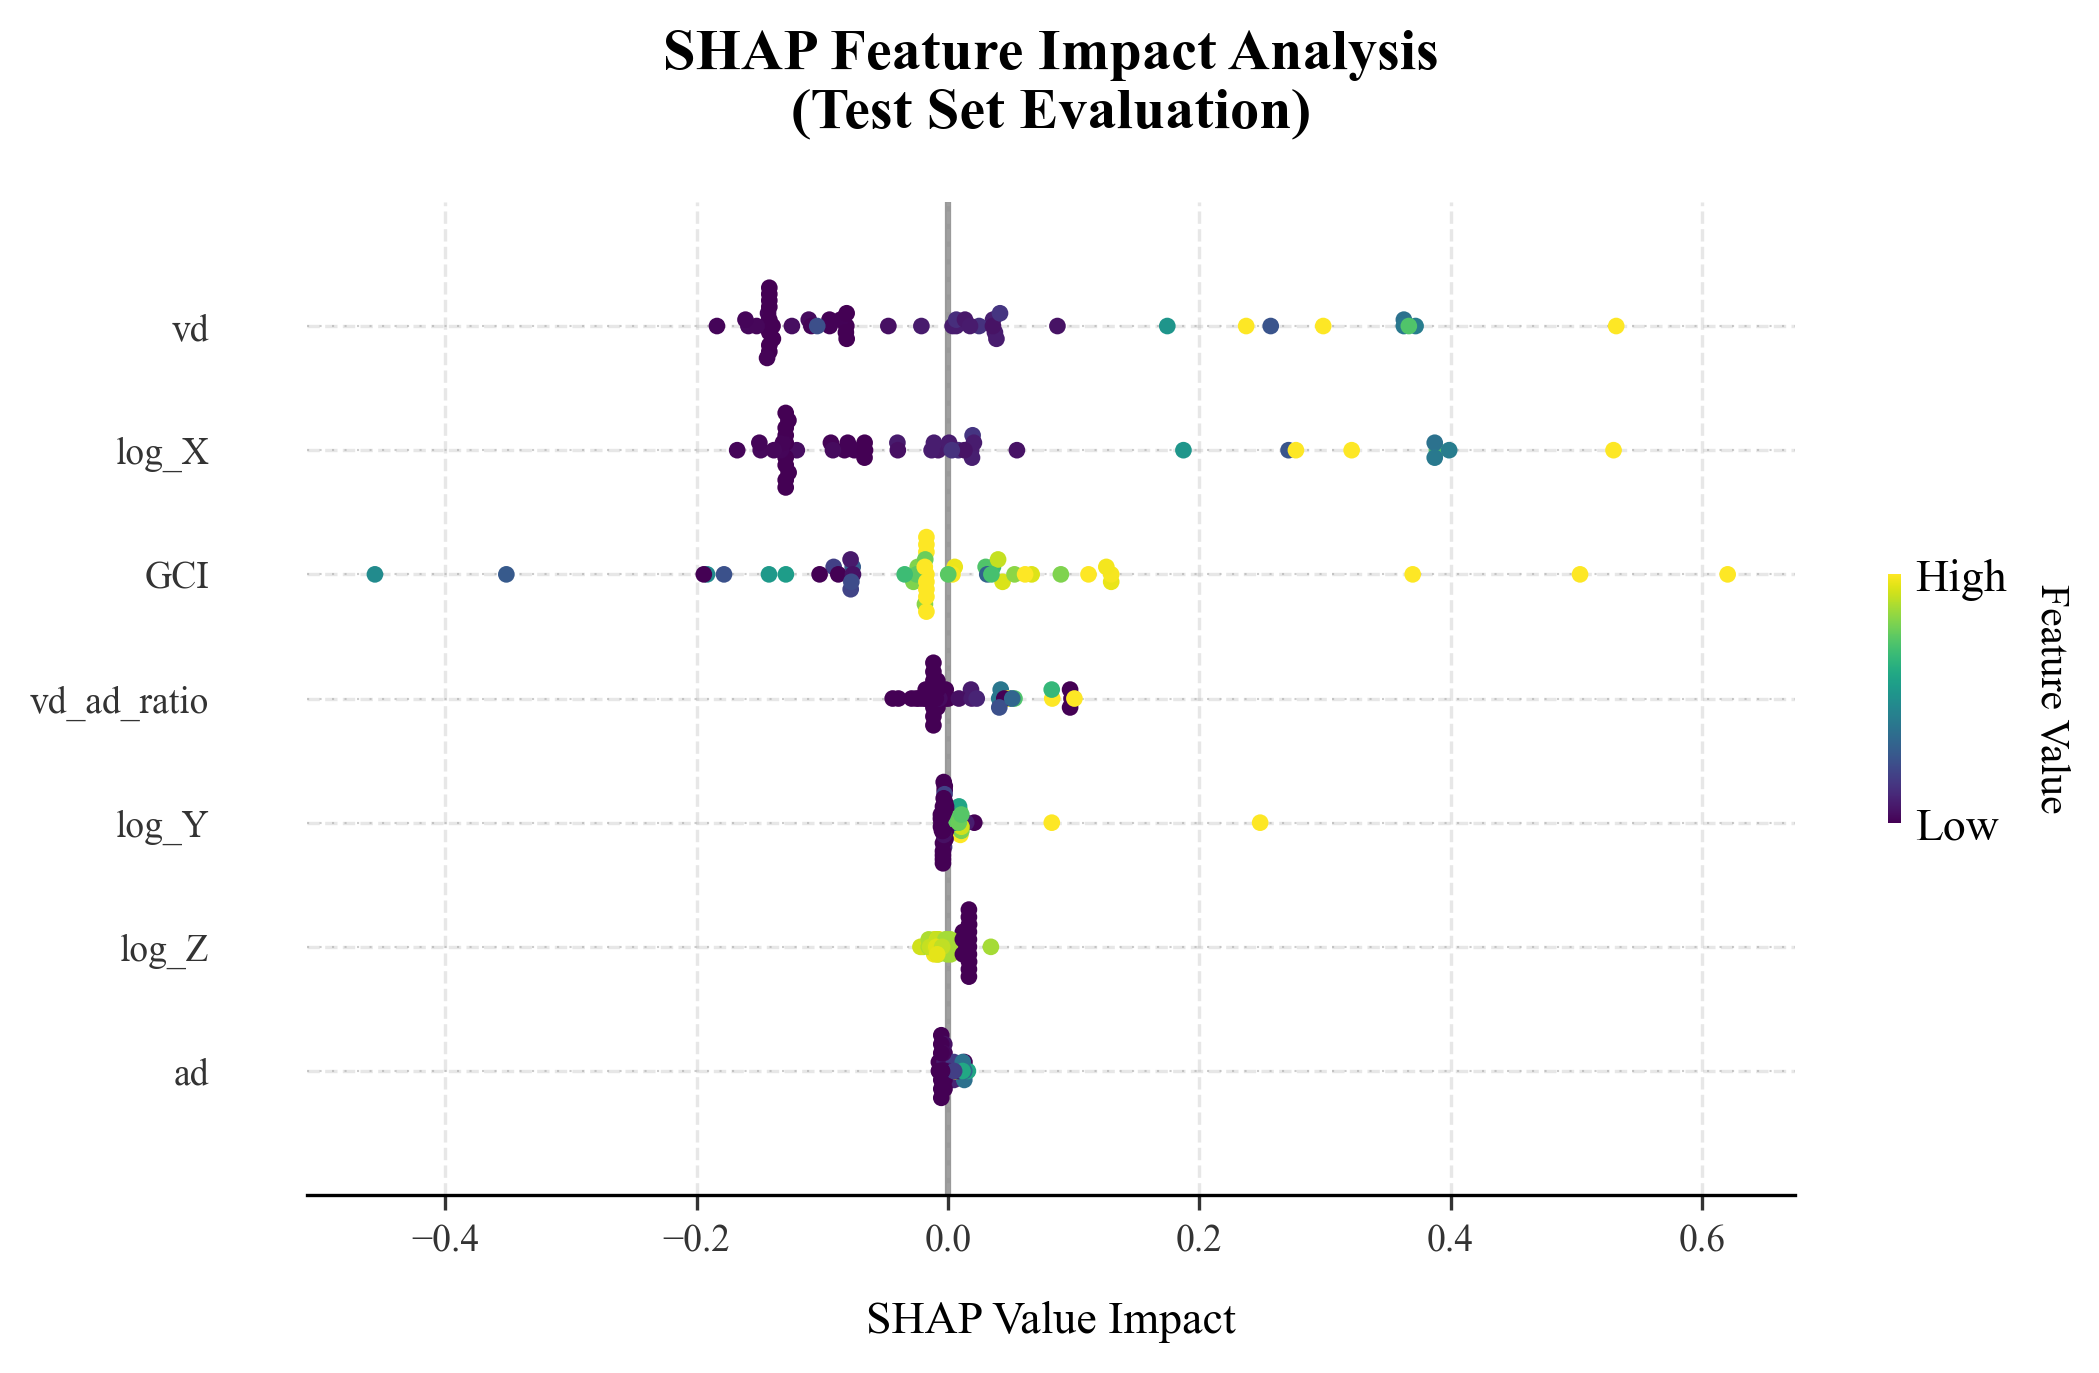 SHAP Feature Impact Analysis
(Test Set Evaluation)
vd
log_X
GCI
vd_ad_ratio
log_Y
log_Z
ad
High
Low
Feature Value
−0.4
−0.2
0.0
0.2
0.4
0.6
SHAP Value Impact